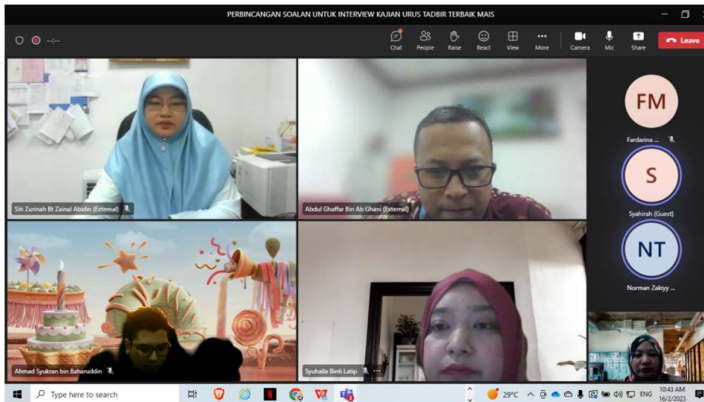 PERBINCANGAN SOALAN UNTUK INTERVIEW KAJIAN URUS TADBIR TERBAIK MAIS
--:--
Chat People Raise React View More Camera Mic Share Leave
Siti Zurinah Bt Zainal Abidin (External)
Abdul Ghaffar Bin Ab Ghani (External)
FM
Fardarina ...
S
Syahirah (Guest)
NT
Norman Zakiyy ...
Ahmad Syukran bin Baharuddin
Syuhaila Binti Latip
Type here to search
29°C
ENG
10:43 AM
16/2/2023